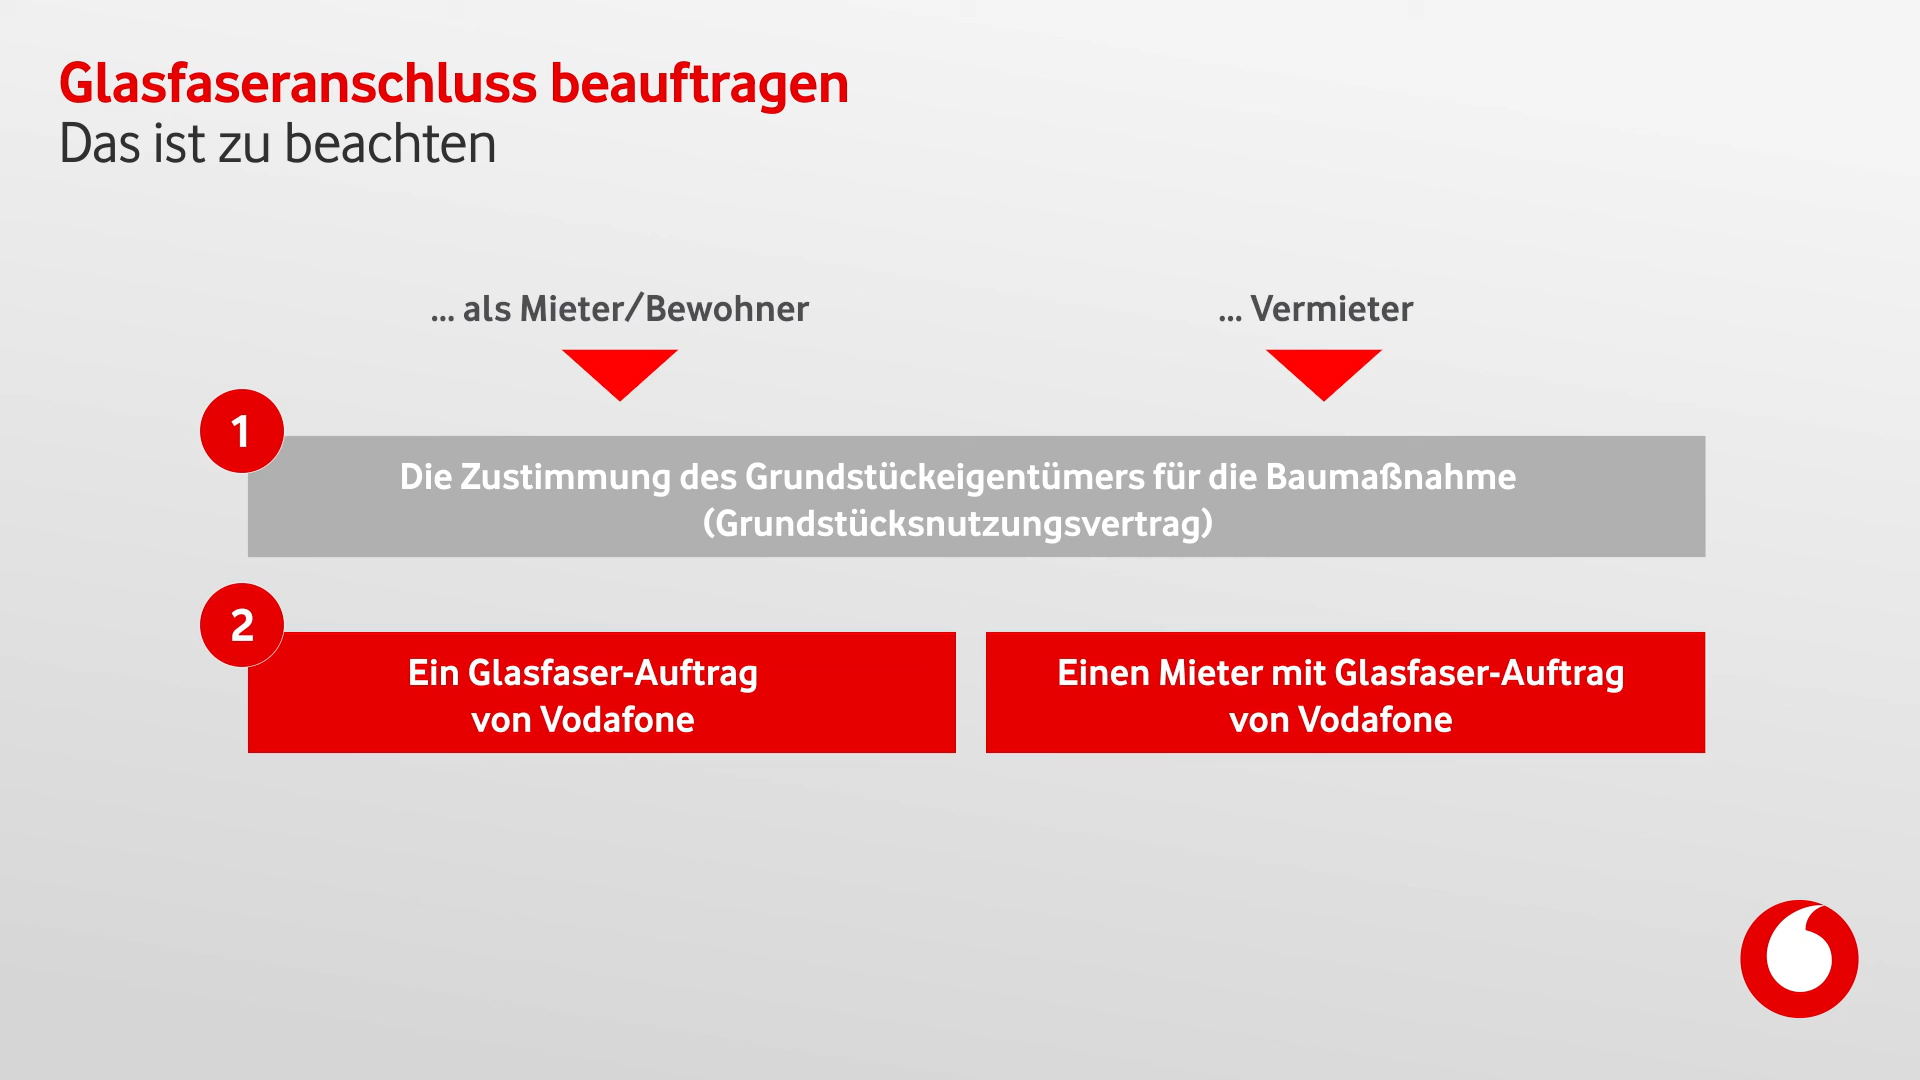 Glasfaseranschluss beauftragen
Das ist zu beachten
... als Mieter/Bewohner
... Vermieter
1
Die Zustimmung des Grundstückeigentümers für die Baumaßnahme
(Grundstücksnutzungsvertrag)
2
Ein Glasfaser-Auftrag
von Vodafone
Einen Mieter mit Glasfaser-Auftrag
von Vodafone